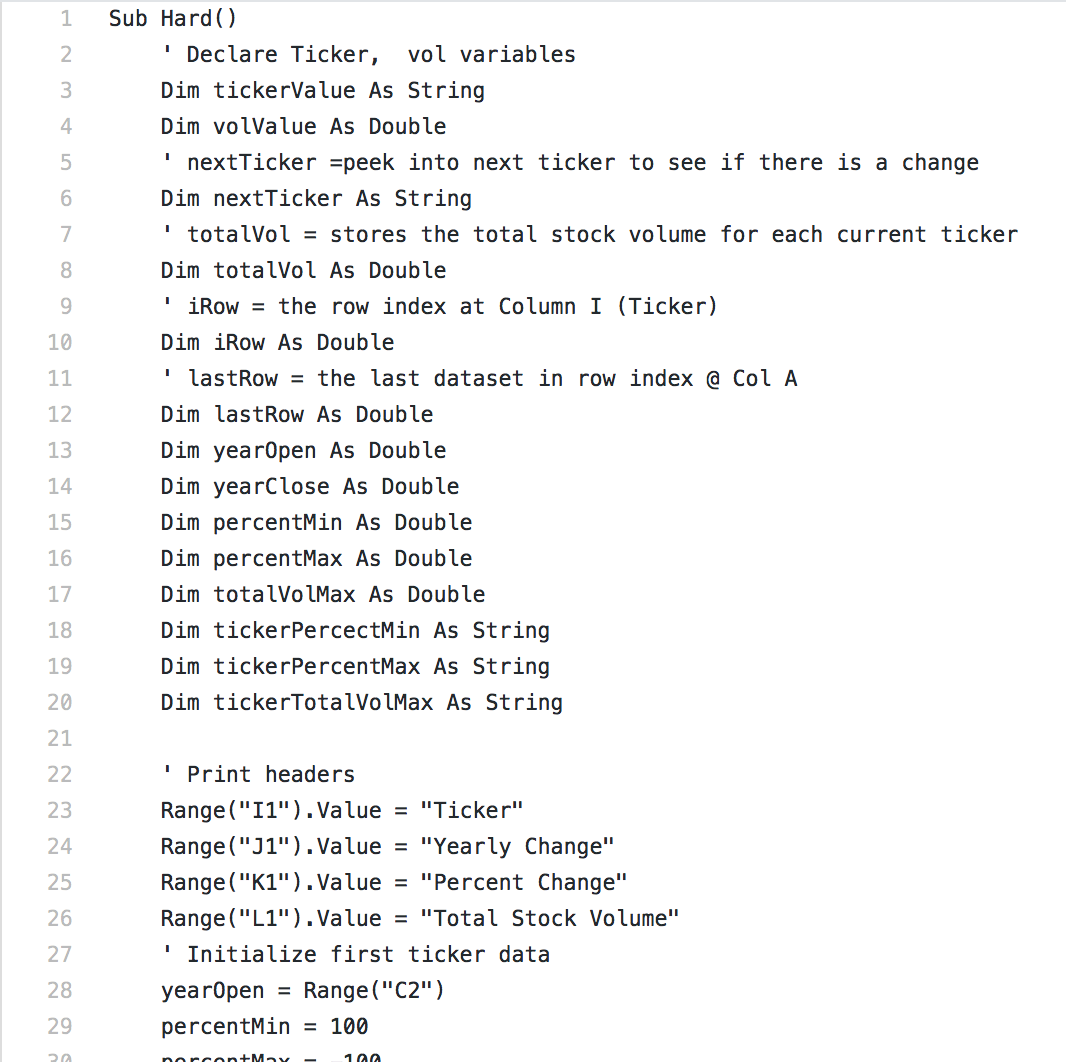 1 Sub Hard()
2 ' Declare Ticker,  vol variables
3 Dim tickerValue As String
4 Dim volValue As Double
5 ' nextTicker =peek into next ticker to see if there is a change
6 Dim nextTicker As String
7 ' totalVol = stores the total stock volume for each current ticker
8 Dim totalVol As Double
9 ' iRow = the row index at Column I (Ticker)
10 Dim iRow As Double
11 ' lastRow = the last dataset in row index @ Col A
12 Dim lastRow As Double
13 Dim yearOpen As Double
14 Dim yearClose As Double
15 Dim percentMin As Double
16 Dim percentMax As Double
17 Dim totalVolMax As Double
18 Dim tickerPercectMin As String
19 Dim tickerPercentMax As String
20 Dim tickerTotalVolMax As String
21
22 ' Print headers
23 Range("I1").Value = "Ticker"
24 Range("J1").Value = "Yearly Change"
25 Range("K1").Value = "Percent Change"
26 Range("L1").Value = "Total Stock Volume"
27 ' Initialize first ticker data
28 yearOpen = Range("C2")
29 percentMin = 100
30 percentMax = -100